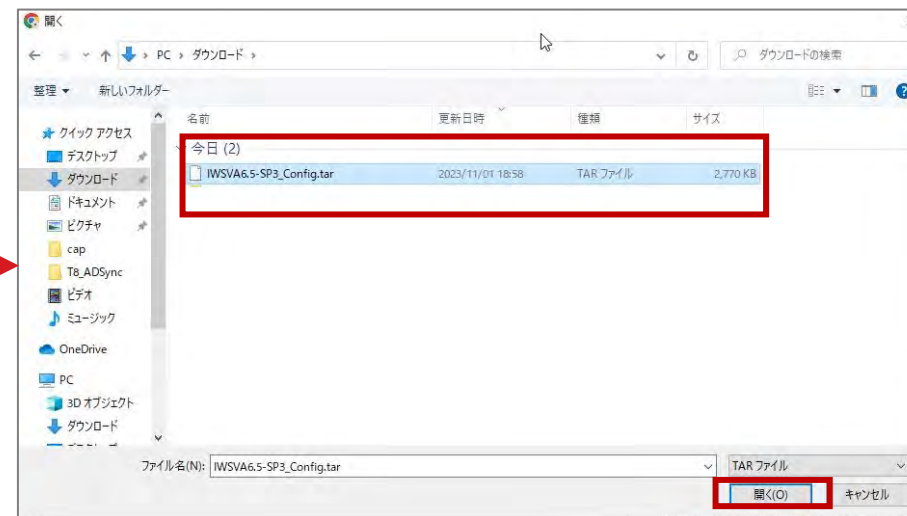 開く
PC › ダウンロード ›
ダウンロードの検索
整理 ▼ 新しいフォルダー
名前 更新日時 種類 サイズ
今日 (2)
IWSVA6.5-SP3_Config.tar 2023/11/01 18:58 TAR ファイル 2,770 KB
クイック アクセス
デスクトップ
ダウンロード
ドキュメント
ピクチャ
cap
T8_ADSync
ビデオ
ミュージック
OneDrive
PC
3D オブジェクト
ダウンロード
ファイル名(N): IWSVA6.5-SP3_Config.tar
TAR ファイル
開く(O) キャンセル